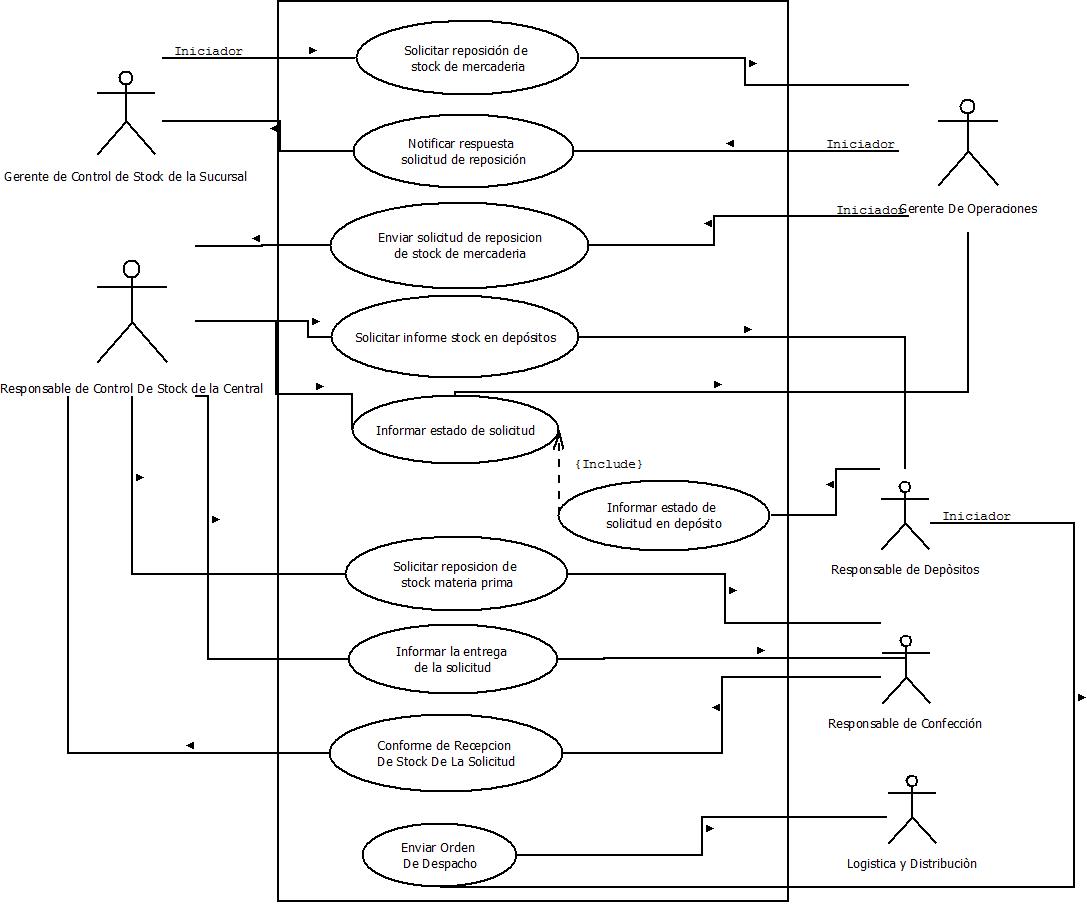 Iniciador
Solicitar reposición de
stock de mercaderia
Notificar respuesta
solicitud de reposición
Iniciador
Gerente de Control de Stock de la Sucursal
Iniciador
Gerente De Operaciones
Enviar solicitud de reposicion
de stock de mercaderia
Solicitar informe stock en depósitos
Responsable de Control De Stock de la Central
Informar estado de solicitud
{Include}
Informar estado de
solicitud en depósito
Iniciador
Responsable de Depòsitos
Solicitar reposicion de
stock materia prima
Informar la entrega
de la solicitud
Responsable de Confección
Conforme de Recepcion
De Stock De La Solicitud
Enviar Orden
De Despacho
Logistica y Distribuciòn